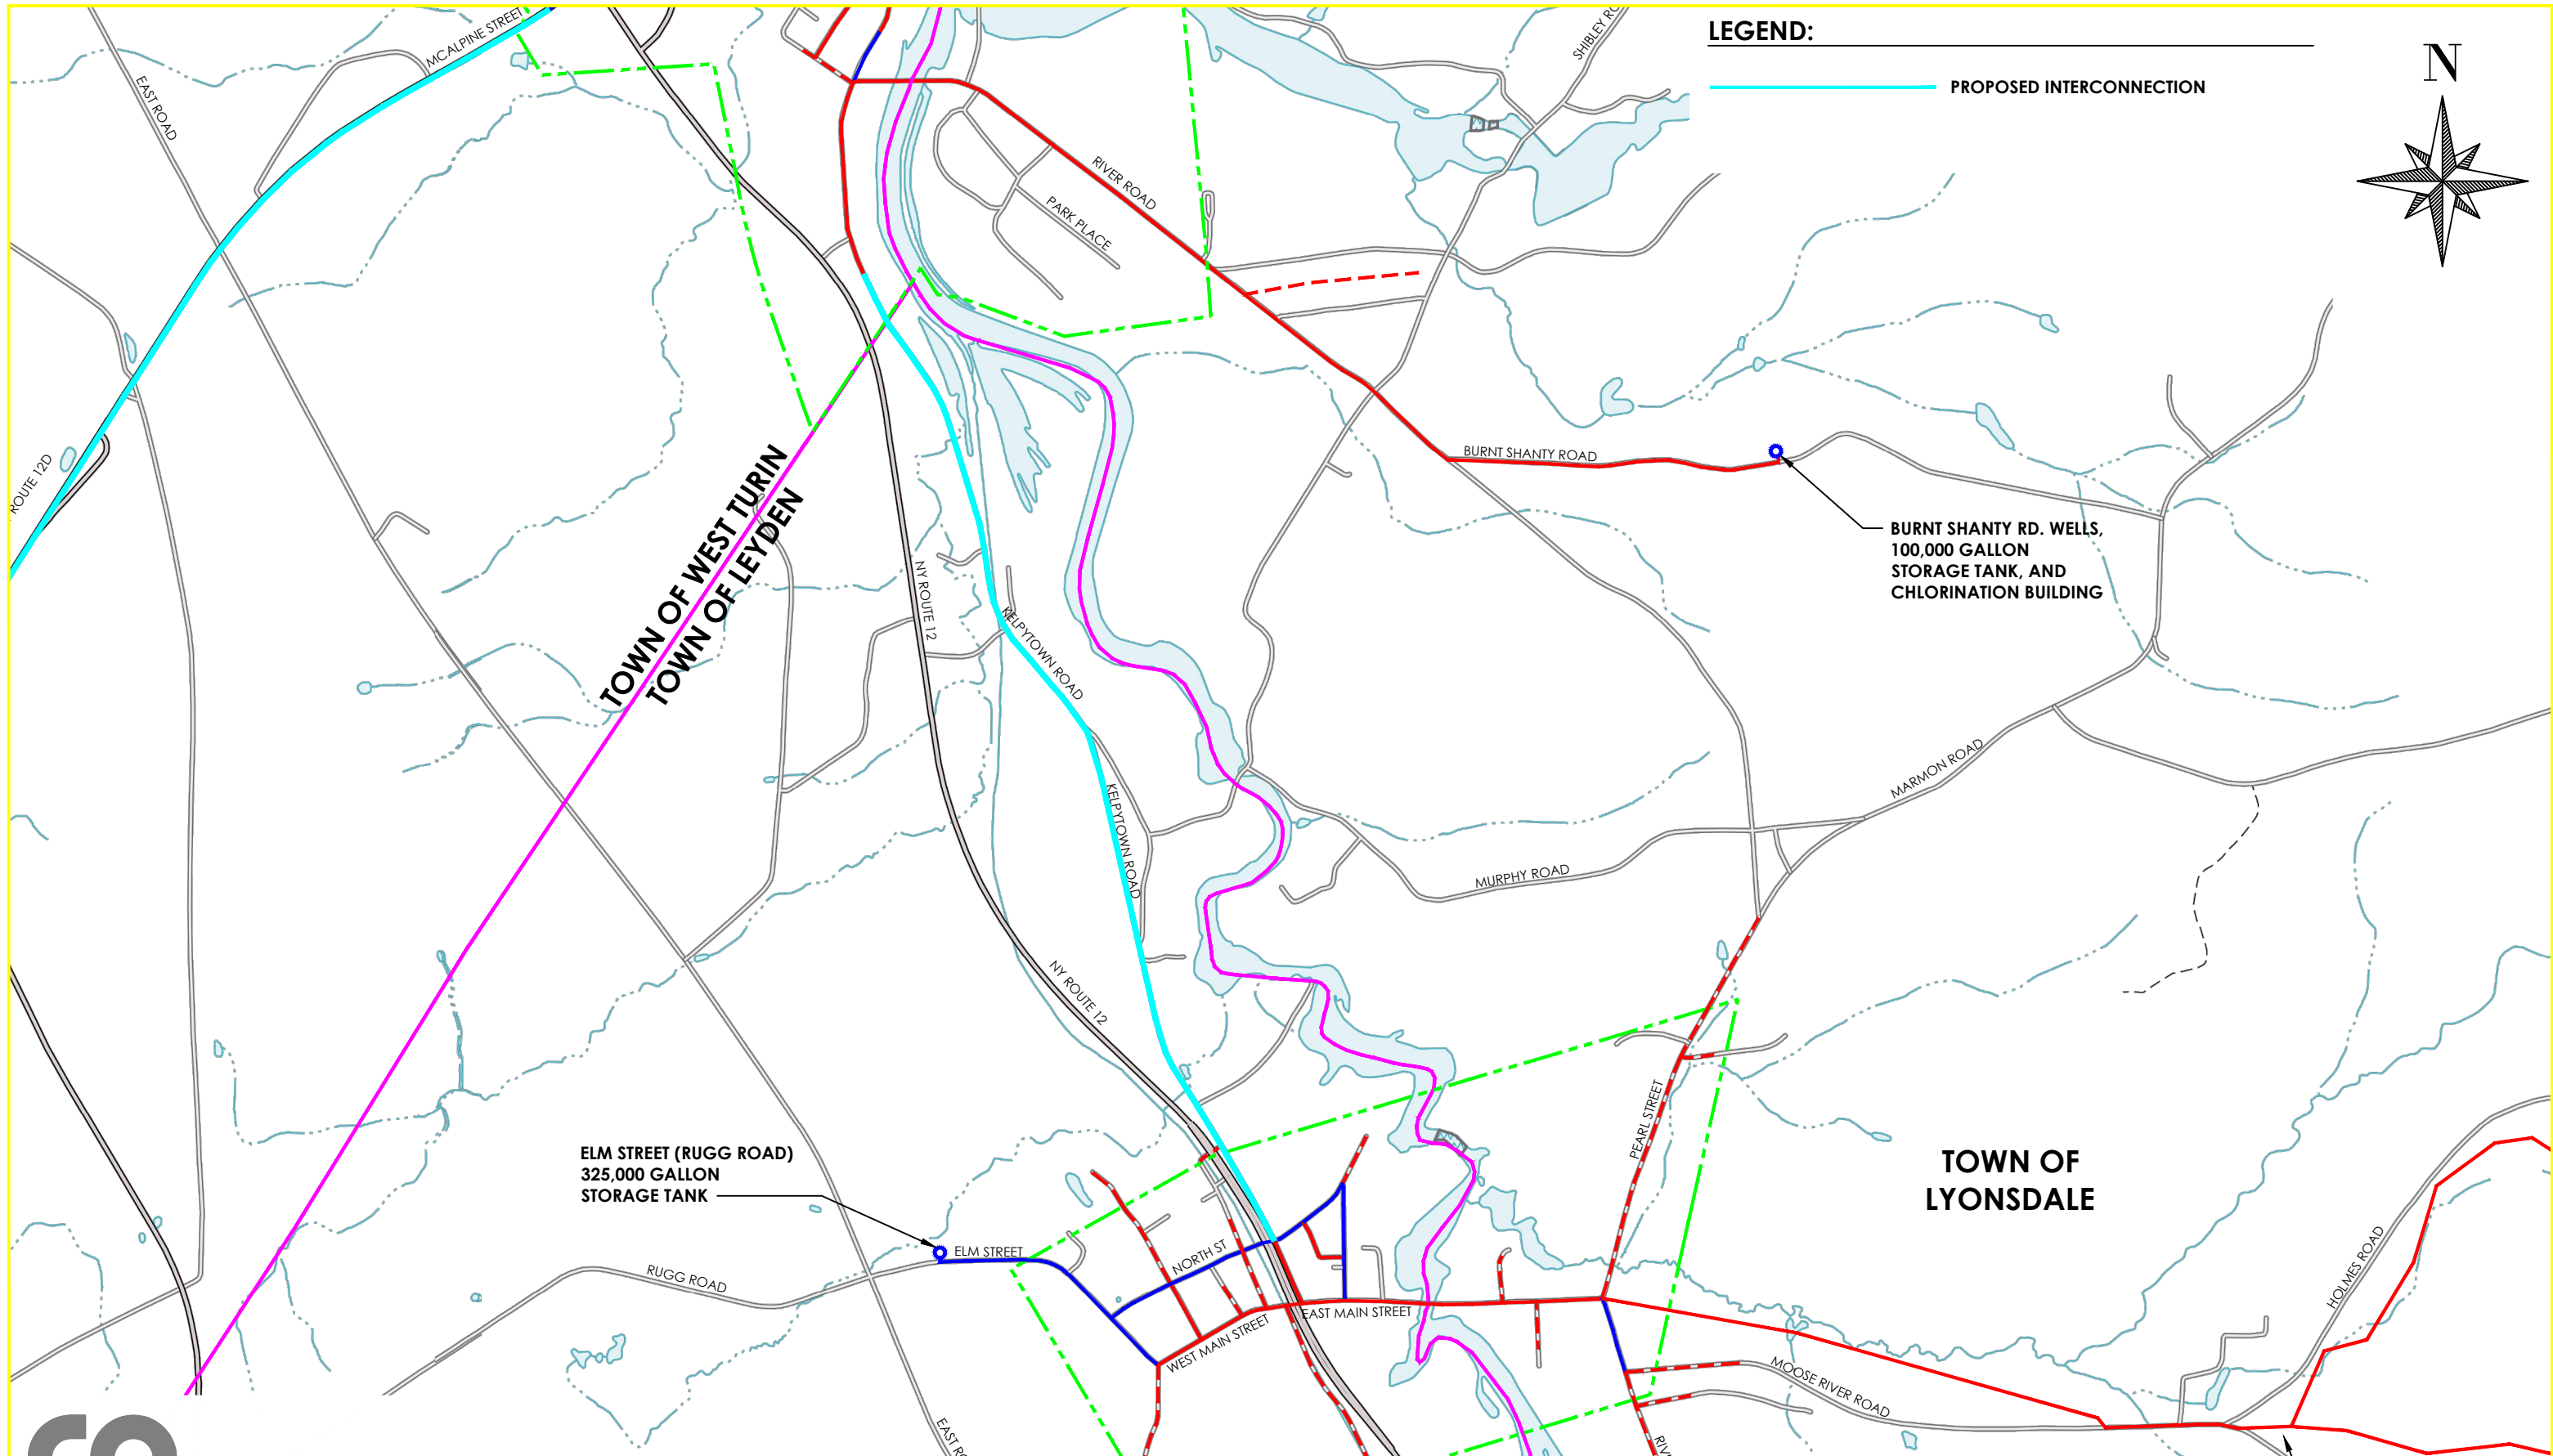 MCALPINE STREET
EAST ROAD
SHIBLEY
LEGEND:
PROPOSED INTERCONNECTION
N
RIVER ROAD
PARK PLACE
ROUTE 12D
BURNT SHANTY ROAD
BURNT SHANTY RD. WELLS,
100,000 GALLON
STORAGE TANK, AND
CHLORINATION BUILDING
TOWN OF WEST TURIN
TOWN OF LEYDEN
NY ROUTE 12
KELPYTOWN ROAD
KELPYTOWN ROAD
MARMON ROAD
MURPHY ROAD
NY ROUTE 12
PEARL STREET
ELM STREET (RUGG ROAD)
325,000 GALLON
STORAGE TANK
TOWN OF
LYONSDALE
ELM STREET
NORTH ST
RUGG ROAD
HOLMES ROAD
EAST MAIN STREET
WEST MAIN STREET
MOOSE RIVER ROAD
EAST